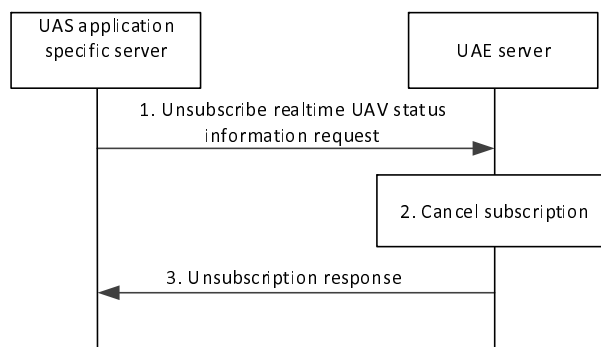 UAS application
specific server
UAE server
1. Unsubscribe realtime UAV status
information request
2. Cancel subscription
3. Unsubscription response